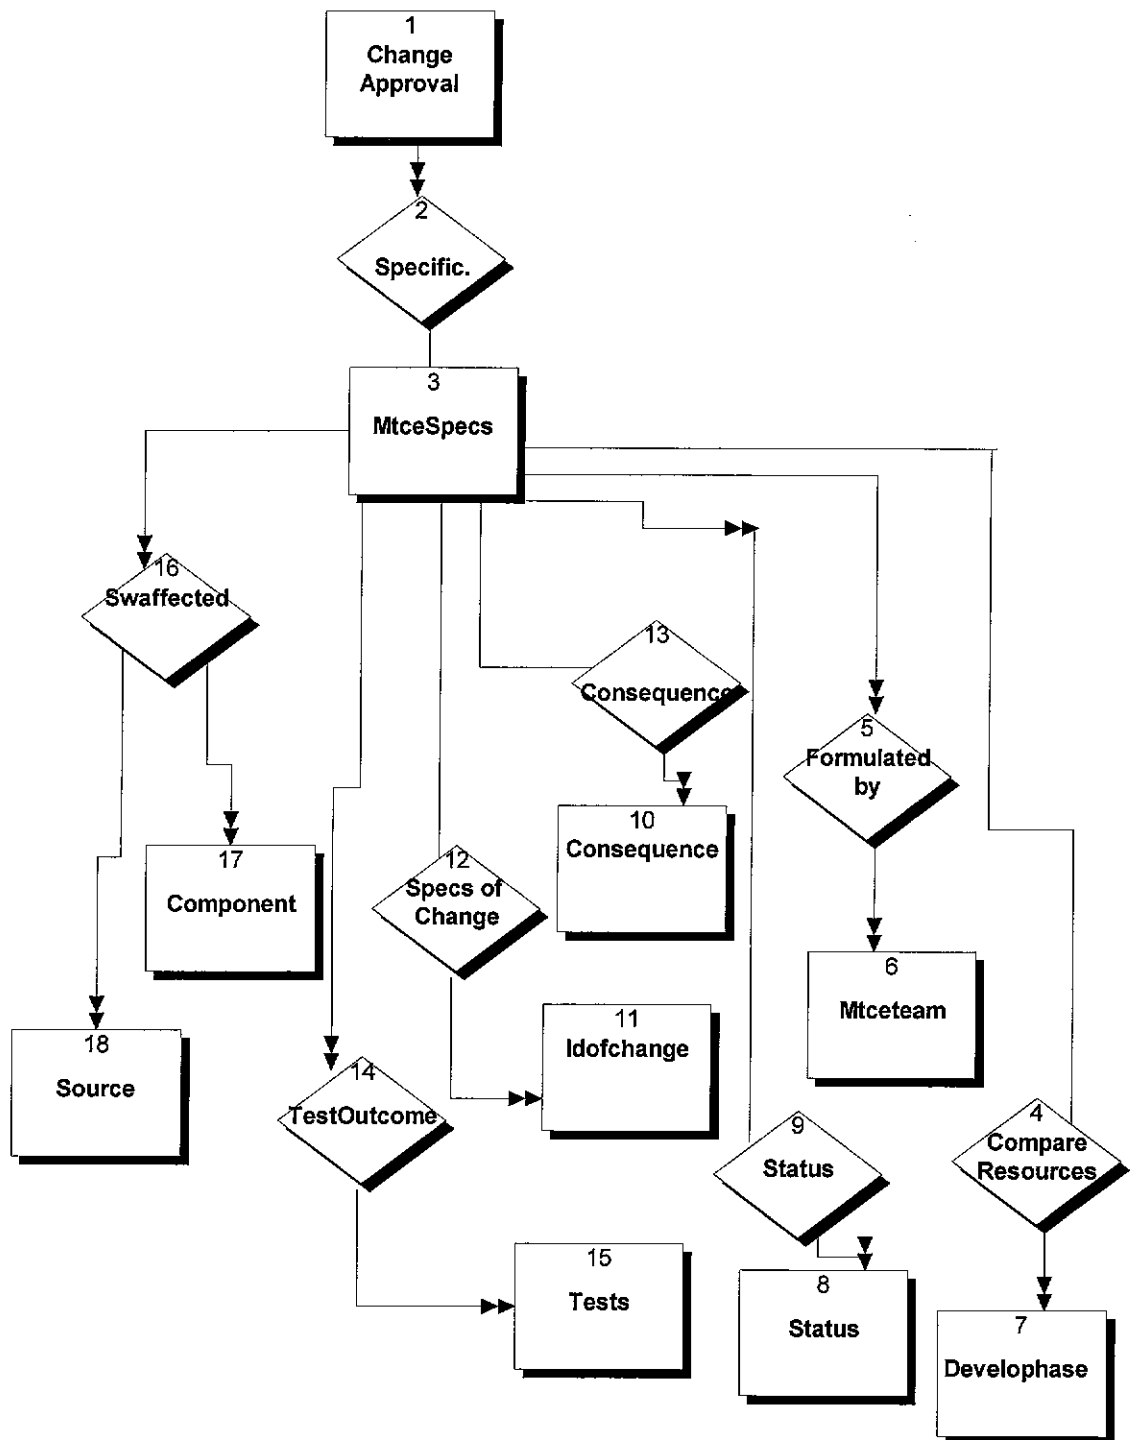 1
Change
Approval
2
Specific.
3
MtceSpecs
16
Swaffected
13
Consequence
5
Formulated
by
10
Consequence
17
Component
12
Specs of
Change
6
Mtceteam
11
Idofchange
18
Source
14
TestOutcome
9
Status
4
Compare
Resources
15
Tests
8
Status
7
Develophase